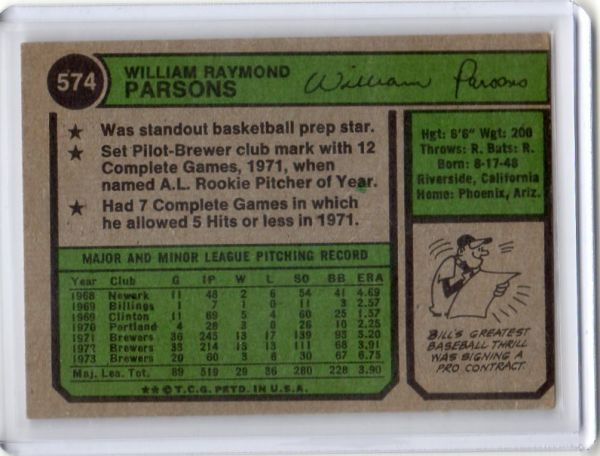 574
WILLIAM RAYMOND
PARSONS
William Parsons
★ Was standout basketball prep star.
★ Set Pilot-Brewer club mark with 12
Complete Games, 1971, when
named A.L. Rookie Pitcher of Year.
★ Had 7 Complete Games in which
he allowed 5 Hits or less in 1971.
Hgt: 6'6" Wgt: 200
Throws: R. Bats: R.
Born: 8-17-48
Riverside, California
Home: Phoenix, Ariz.
MAJOR AND MINOR LEAGUE PITCHING RECORD
Year Club G IP W L SO BB ERA
1968 Newark 11 48 2 6 54 41 4.69
1969 Billings 1 7 1 0 11 3 2.57
1969 Clinton 11 69 5 4 60 25 1.57
1970 Portland 4 28 3 0 26 10 2.25
1971 Brewers 36 245 13 17 139 93 3.20
1972 Brewers 33 214 13 13 111 68 3.91
1973 Brewers 20 60 3 6 30 67 6.75
Maj. Lea. Tot. 89 519 29 36 280 228 3.90
★★© T.C.G. PRTD. IN U.S.A.
BILL'S GREATEST
BASEBALL THRILL
WAS SIGNING A
PRO CONTRACT.